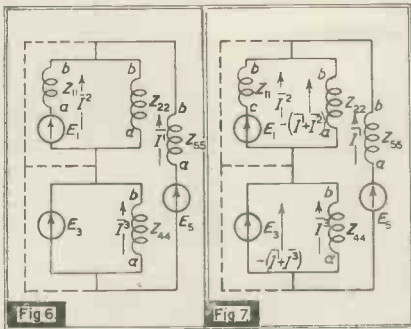 b
b
b
Z₁₁
I²
Z₂₂
a
a
E₁
I¹
Z₅₅
b
a
b
E₃
I³
Z₄₄
E₅
a
Fig 6.
b
b
b
Z₁₁
I²
Z₂₂
c
a
E₁
-(I¹+I²)
I¹
Z₅₅
b
a
b
E₃
I³
Z₄₄
E₅
-(I¹+I³)
a
Fig 7.